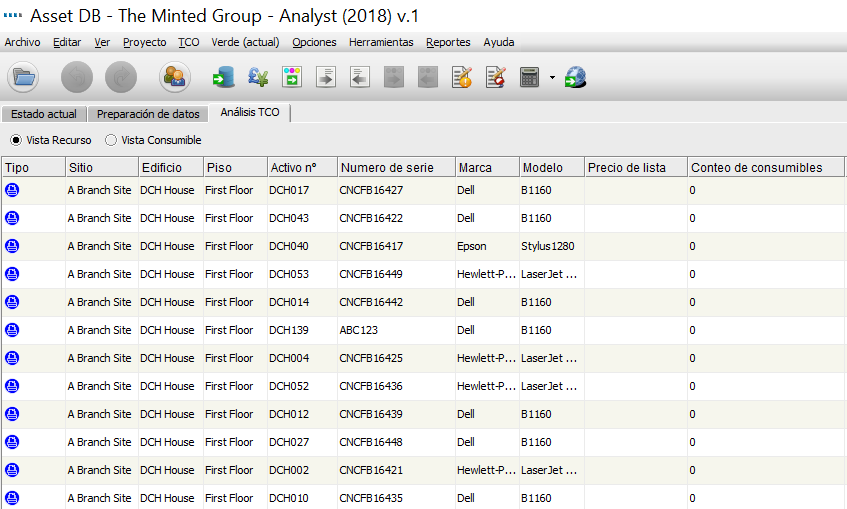 Asset DB - The Minted Group - Analyst (2018) v.1
Archivo Editar Ver Proyecto TCO Verde (actual) Opciones Herramientas Reportes Ayuda
Estado actual Preparación de datos Análisis TCO
Vista Recurso Vista Consumible
Tipo Sitio Edificio Piso Activo nº Numero de serie Marca Modelo Precio de lista Conteo de consumibles
A Branch Site DCH House First Floor DCH017 CNCFB16427 Dell B1160 0
A Branch Site DCH House First Floor DCH043 CNCFB16422 Dell B1160 0
A Branch Site DCH House First Floor DCH040 CNCFB16417 Epson Stylus1280 0
A Branch Site DCH House First Floor DCH053 CNCFB16449 Hewlett-P... LaserJet ... 0
A Branch Site DCH House First Floor DCH014 CNCFB16442 Dell B1160 0
A Branch Site DCH House First Floor DCH139 ABC123 Dell B1160 0
A Branch Site DCH House First Floor DCH004 CNCFB16425 Hewlett-P... LaserJet ... 0
A Branch Site DCH House First Floor DCH052 CNCFB16436 Hewlett-P... LaserJet ... 0
A Branch Site DCH House First Floor DCH012 CNCFB16439 Dell B1160 0
A Branch Site DCH House First Floor DCH027 CNCFB16448 Dell B1160 0
A Branch Site DCH House First Floor DCH002 CNCFB16421 Hewlett-P... LaserJet ... 0
A Branch Site DCH House First Floor DCH010 CNCFB16435 Dell B1160 0